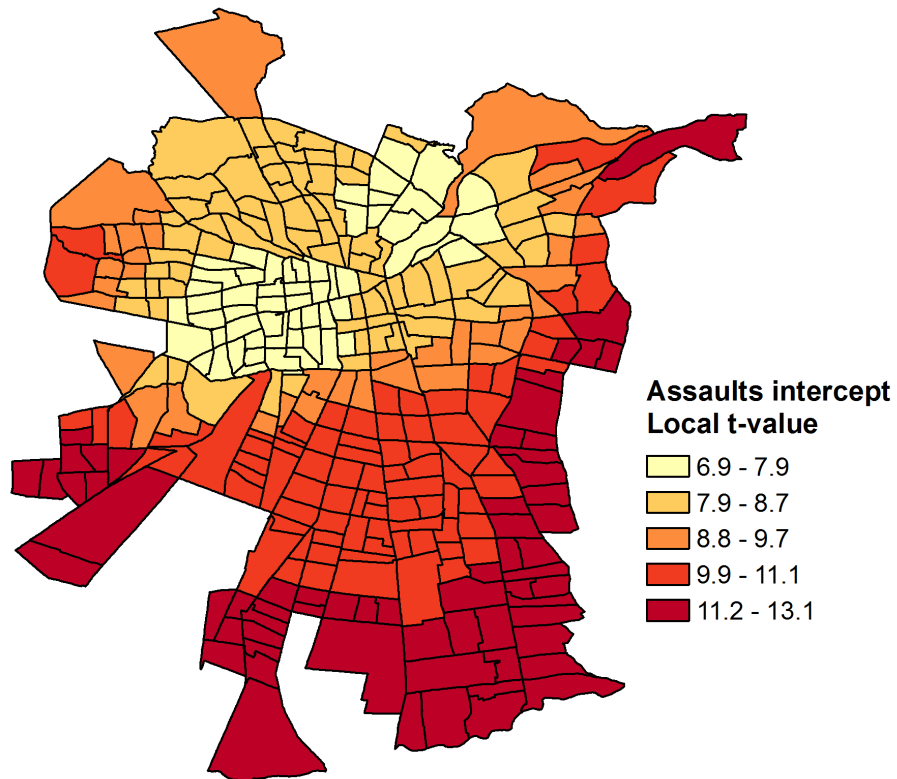 Assaults intercept
Local t-value
6.9 - 7.9
7.9 - 8.7
8.8 - 9.7
9.9 - 11.1
11.2 - 13.1